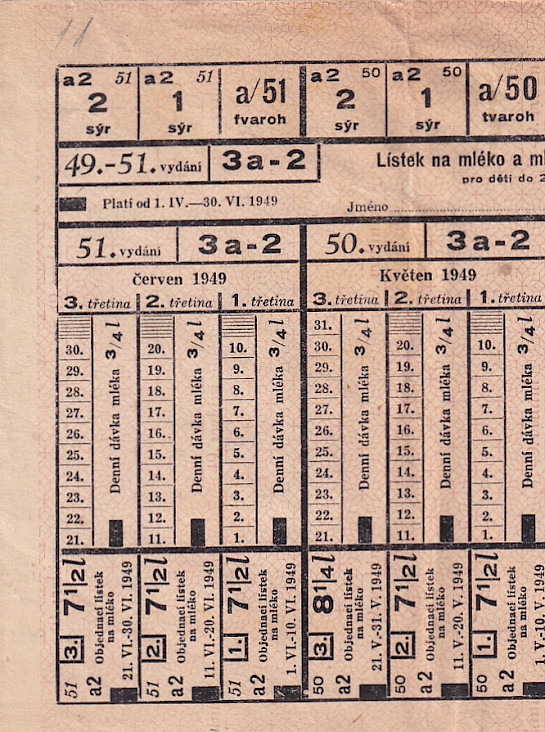 11
a2 51 a2 51 a/51 a2 50 a2 50 a/50
2 1 fvaroh 2 1 tvaroh
sýr sýr sýr sýr
49.-51. vydání 3a-2 Lístek na mléko a
pro děti do
Platí od 1. IV.—30. VI. 1949 Jméno
51. vydání 3a-2 50. vydání 3a-2
Červen 1949 Květen 1949
3. třetina 2. třetina 1. třetina 3. třetina 2. třetina 1. třetina
31.
30. 20. 10. 30. 20. 10.
29. 19. 9. 29. 19. 9.
28. 18. 8. 28. 18. 8.
27. 17. 7. 27. 17. 7.
26. 16. 6. 26. 16. 6.
25. 15. 5. 25. 15. 5.
24. 14. 4. 24. 14. 4.
23. 13. 3. 23. 13. 3.
22. 12. 2. 22. 12. 2.
21. 11. 1. 21. 11. 1.
Denní dávka mléka 3/4 l
Denní dávka mléka 3/4 l
Denní dávka mléka 3/4 l
Denní dávka mléka 3/4 l
Denní dávka mléka 3/4 l
Denní dávka mléka 3/4 l
51 3. 7 1/2 l
a2 Objednací lístek
na mléko
21. VI.-30. VI. 1949
51 2. 7 1/2 l
a2 Objednací lístek
na mléko
11. VI.-20. VI. 1949
51 1. 7 1/2 l
a2 Objednací lístek
na mléko
1. VI.-10. VI. 1949
50 3. 8 1/4 l
a2 Objednací lístek
na mléko
21. V.-31. V. 1949
50 2. 7 1/2 l
a2 Objednací lístek
na mléko
11. V.-20. V. 1949
50 1. 7 1/2 l
a2 Objednací lístek
na mléko
1. V.-10. V. 1949